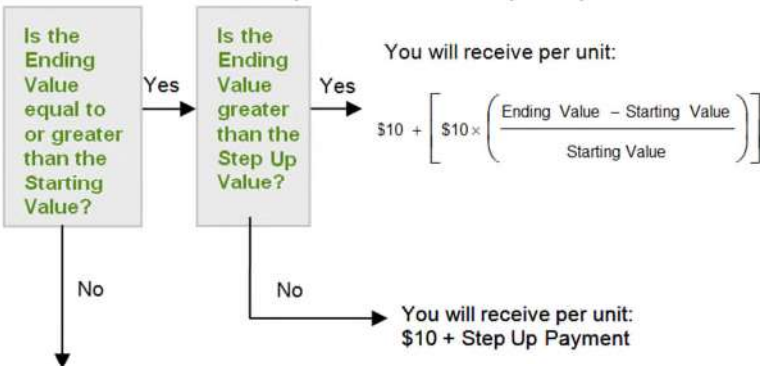 Is the
Ending
Value
equal to
or greater
than the
Starting
Value?
Yes
Is the
Ending
Value
greater
than the
Step Up
Value?
Yes
You will receive per unit:
$10 + [ $10 × ( Ending Value – Starting Value
Starting Value ) ]
No
No
You will receive per unit:
$10 + Step Up Payment